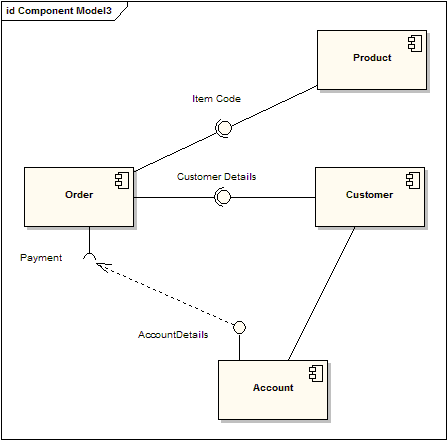 id Component Model3
Product
Item Code
Customer Details
Order
Customer
Payment
AccountDetails
Account